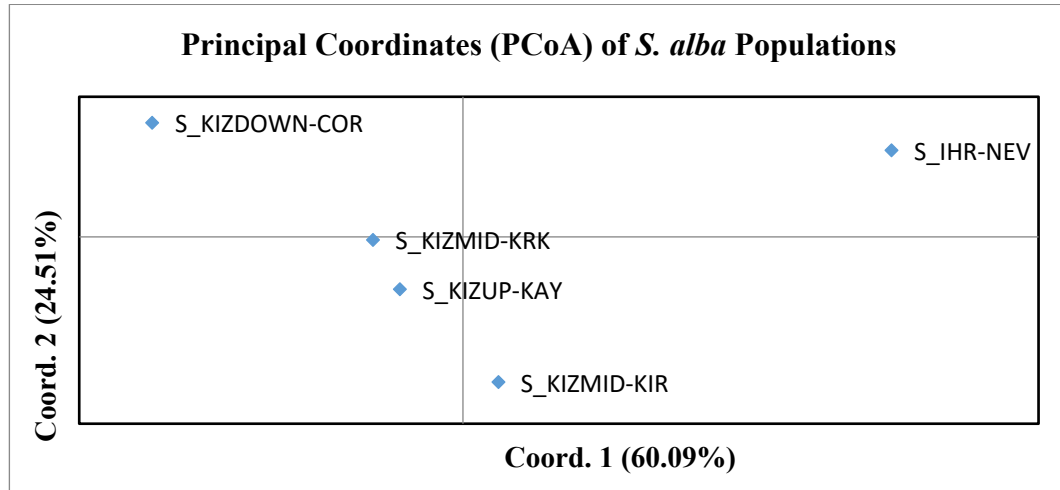 Principal Coordinates (PCoA) of S. alba Populations
S_KIZDOWN-COR
S_IHR-NEV
S_KIZMID-KRK
S_KIZUP-KAY
S_KIZMID-KIR
Coord. 2 (24.51%)
Coord. 1 (60.09%)